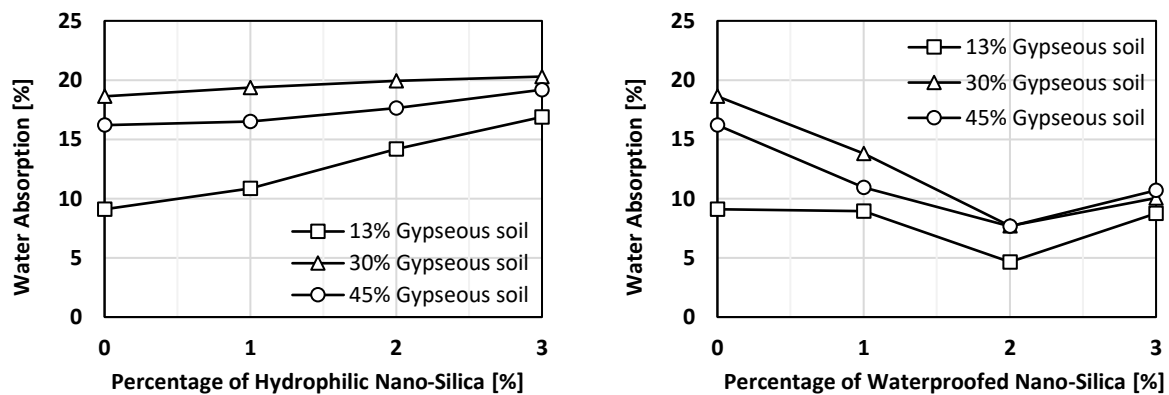 25
20
15
10
5
0
Water Absorption [%]
13% Gypseous soil
30% Gypseous soil
45% Gypseous soil
0 1 2 3
Percentage of Hydrophilic Nano-Silica [%]
25
20
15
10
5
0
Water Absorption [%]
13% Gypseous soil
30% Gypseous soil
45% Gypseous soil
0 1 2 3
Percentage of Waterproofed Nano-Silica [%]